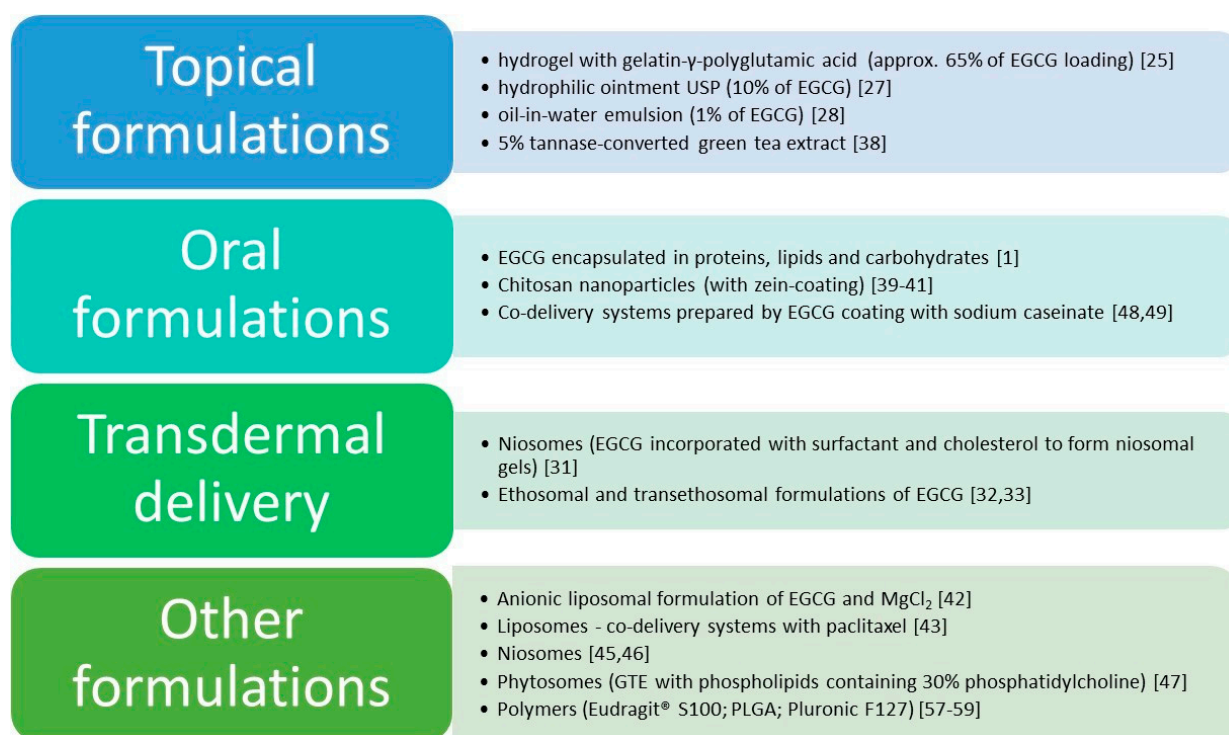 Topical
formulations
• hydrogel with gelatin-γ-polyglutamic acid (approx. 65% of EGCG loading) [25]
• hydrophilic ointment USP (10% of EGCG) [27]
• oil-in-water emulsion (1% of EGCG) [28]
• 5% tannase-converted green tea extract [38]
Oral
formulations
• EGCG encapsulated in proteins, lipids and carbohydrates [1]
• Chitosan nanoparticles (with zein-coating) [39-41]
• Co-delivery systems prepared by EGCG coating with sodium caseinate [48,49]
Transdermal
delivery
• Niosomes (EGCG incorporated with surfactant and cholesterol to form niosomal
gels) [31]
• Ethosomal and transethosomal formulations of EGCG [32,33]
Other
formulations
• Anionic liposomal formulation of EGCG and MgCl₂ [42]
• Liposomes - co-delivery systems with paclitaxel [43]
• Niosomes [45,46]
• Phytosomes (GTE with phospholipids containing 30% phosphatidylcholine) [47]
• Polymers (Eudragit® S100; PLGA; Pluronic F127) [57-59]